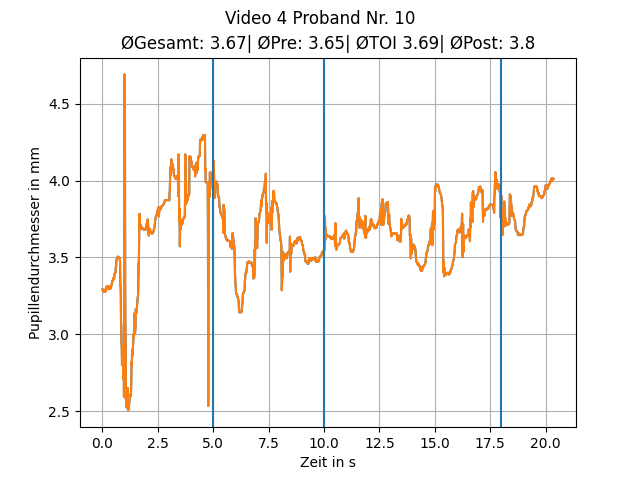 Video 4 Proband Nr. 10
ØGesamt: 3.67| ØPre: 3.65| ØTOI 3.69| ØPost: 3.8
4.5
4.0
3.5
3.0
2.5
Pupillendurchmesser in mm
0.0 2.5 5.0 7.5 10.0 12.5 15.0 17.5 20.0
Zeit in s